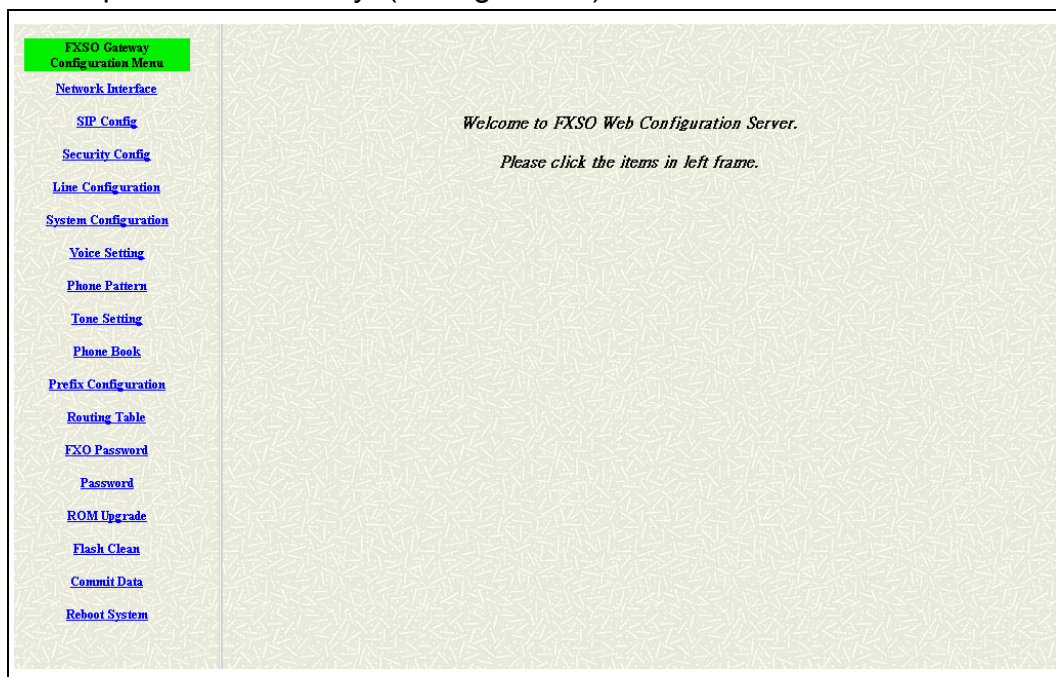 FXSO Gateway
Configuration Menu
Network Interface
SIP Config
Security Config
Line Configuration
System Configuration
Voice Setting
Phone Pattern
Tone Setting
Phone Book
Prefix Configuration
Routing Table
FXO Password
Password
ROM Upgrade
Flash Clean
Commit Data
Reboot System
Welcome to FXSO Web Configuration Server.
Please click the items in left frame.